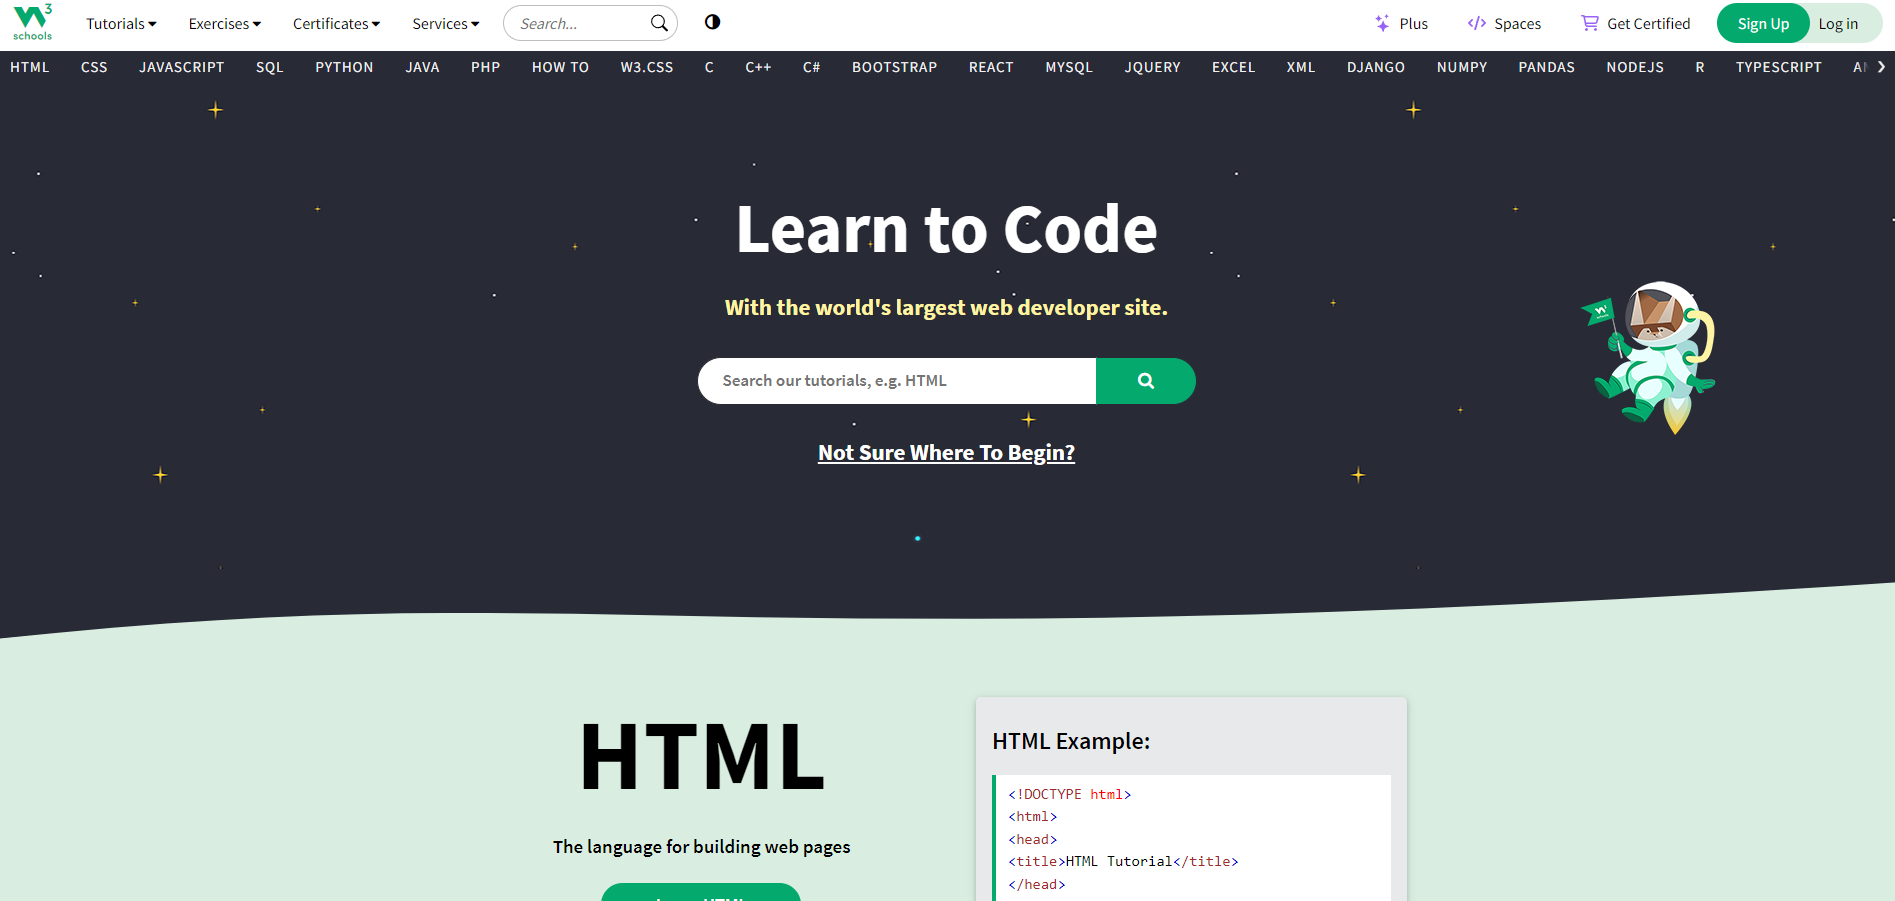 W3 schools
Tutorials Exercises Certificates Services Search... Plus Spaces Get Certified Sign Up Log in
HTML CSS JAVASCRIPT SQL PYTHON JAVA PHP HOW TO W3.CSS C C++ C# BOOTSTRAP REACT MYSQL JQUERY EXCEL XML DJANGO NUMPY PANDAS NODEJS R TYPESCRIPT
Learn to Code
With the world's largest web developer site.
Search our tutorials, e.g. HTML
Not Sure Where To Begin?
HTML
The language for building web pages
HTML Example:
<!DOCTYPE html>
<html>
<head>
<title>HTML Tutorial</title>
</head>